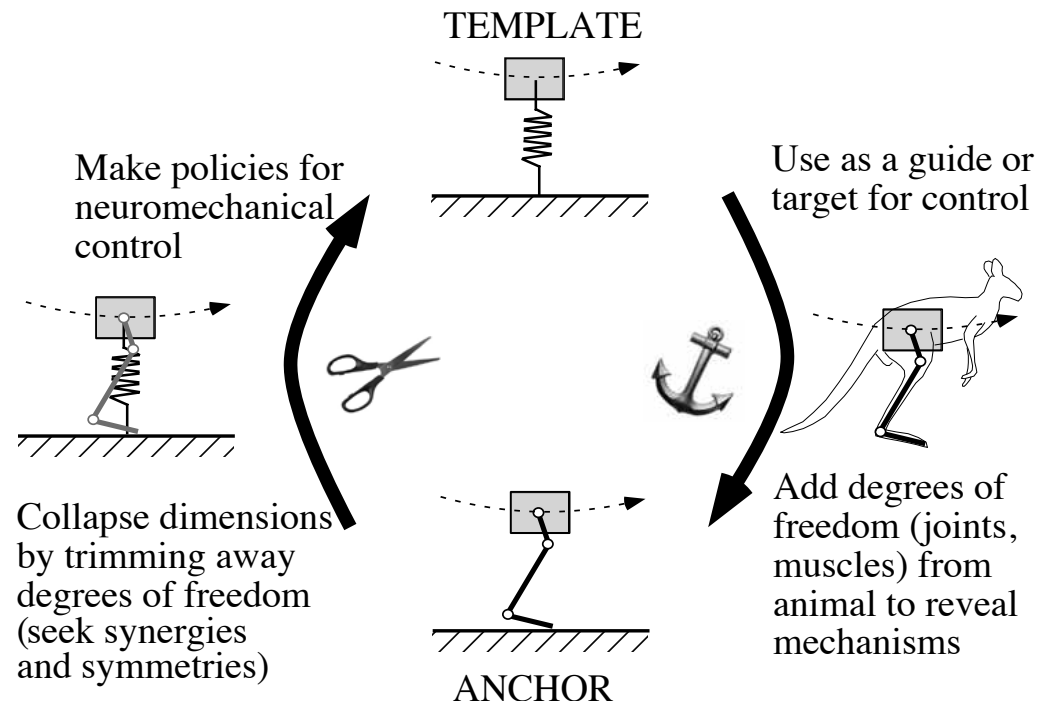 TEMPLATE
Make policies for
neuromechanical
control
Use as a guide or
target for control
Collapse dimensions
by trimming away
degrees of freedom
(seek synergies
and symmetries)
Add degrees of
freedom (joints,
muscles) from
animal to reveal
mechanisms
ANCHOR